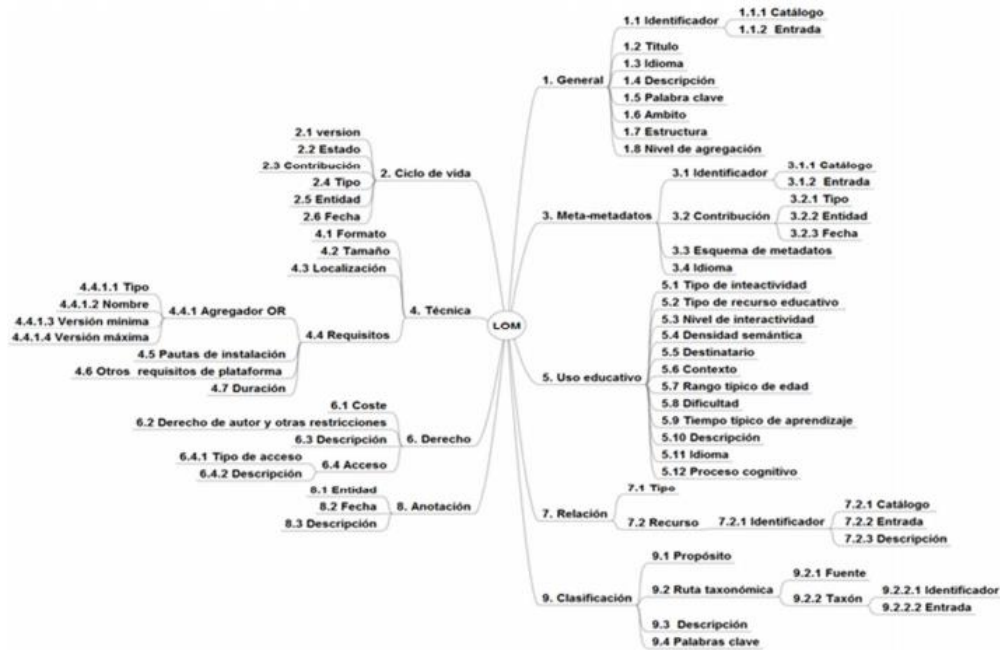 LOM
1. General
1.1 Identificador
1.1.1 Catálogo
1.1.2 Entrada
1.2 Titulo
1.3 Idioma
1.4 Descripción
1.5 Palabra clave
1.6 Ambito
1.7 Estructura
1.8 Nivel de agregación
2. Ciclo de vida
2.1 version
2.2 Estado
2.3 Contribución
2.4 Tipo
2.5 Entidad
2.6 Fecha
3. Meta-metadatos
3.1 Identificador
3.1.1 Catálogo
3.1.2 Entrada
3.2 Contribución
3.2.1 Tipo
3.2.2 Entidad
3.2.3 Fecha
3.3 Esquema de metadatos
3.4 Idioma
4. Técnica
4.1 Formato
4.2 Tamaño
4.3 Localización
4.4 Requisitos
4.4.1 Agregador OR
4.4.1.1 Tipo
4.4.1.2 Nombre
4.4.1.3 Versión mínima
4.4.1.4 Versión máxima
4.5 Pautas de instalación
4.6 Otros requisitos de plataforma
4.7 Duración
5. Uso educativo
5.1 Tipo de inteactividad
5.2 Tipo de recurso educativo
5.3 Nivel de interactividad
5.4 Densidad semántica
5.5 Destinatario
5.6 Contexto
5.7 Rango típico de edad
5.8 Dificultad
5.9 Tiempo típico de aprendizaje
5.10 Descripción
5.11 Idioma
5.12 Proceso cognitivo
6. Derecho
6.1 Coste
6.2 Derecho de autor y otras restricciones
6.3 Descripción
6.4 Acceso
6.4.1 Tipo de acceso
6.4.2 Descripción
7. Relación
7.1 Tipo
7.2 Recurso
7.2.1 Identificador
7.2.1 Catálogo
7.2.2 Entrada
7.2.3 Descripción
8. Anotación
8.1 Entidad
8.2 Fecha
8.3 Descripción
9. Clasificación
9.1 Propósito
9.2 Ruta taxonómica
9.2.1 Fuente
9.2.2 Taxón
9.2.2.1 Identificador
9.2.2.2 Entrada
9.3 Descripción
9.4 Palabras clave